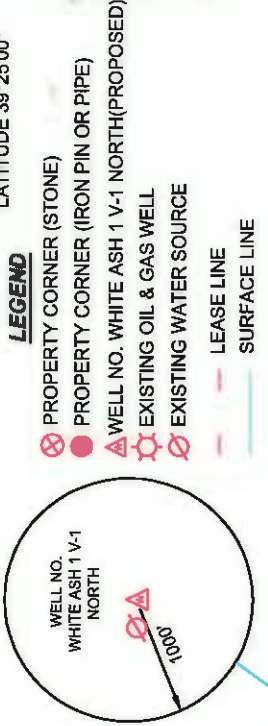 LATITUDE 39°25'00"
LEGEND
PROPERTY CORNER (STONE)
PROPERTY CORNER (IRON PIN OR PIPE)
WELL NO. WHITE ASH 1 V-1 NORTH(PROPOSED)
EXISTING OIL & GAS WELL
EXISTING WATER SOURCE
LEASE LINE
SURFACE LINE
WELL NO.
WHITE ASH 1 V-1
NORTH
1000'